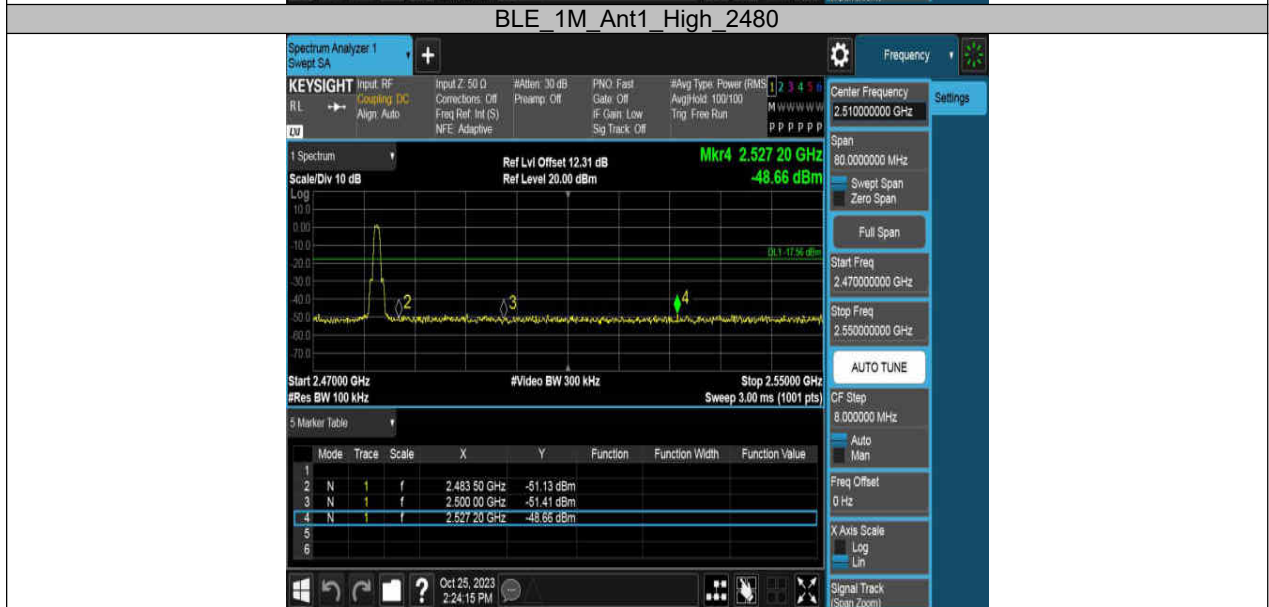 BLE_1M_Ant1_High_2480
Spectrum Analyzer 1
Swept SA
+
Frequency
KEYSIGHT
RL
LXI
Input: RF
Coupling: DC
Align: Auto
Input Z: 50 Ω
Corrections: Off
Freq Ref: Int (S)
NFE: Adaptive
#Atten: 30 dB
Preamp: Off
PNO: Fast
Gate: Off
IF Gain: Low
Sig Track: Off
#Avg Type: Power (RMS
Avg|Hold: 100/100
Trig: Free Run
1 2 3 4 5 6
M W W W W W
P P P P P P
Center Frequency
2.510000000 GHz
Settings
Span
80.0000000 MHz
Swept Span
Zero Span
Full Span
Start Freq
2.470000000 GHz
Stop Freq
2.550000000 GHz
AUTO TUNE
CF Step
8.000000 MHz
Auto
Man
Freq Offset
0 Hz
X Axis Scale
Log
Lin
Signal Track
(Span Zoom)
1 Spectrum
Scale/Div 10 dB
Ref Lvl Offset 12.31 dB
Ref Level 20.00 dBm
Mkr4 2.527 20 GHz
-48.66 dBm
Log
10.0
0.00
-10.0
-20.0
-30.0
-40.0
-50.0
-60.0
-70.0
DL1 -17.56 dBm
2
3
4
Start 2.47000 GHz
#Res BW 100 kHz
#Video BW 300 kHz
Stop 2.55000 GHz
Sweep 3.00 ms (1001 pts)
5 Marker Table
Mode Trace Scale X Y Function Function Width Function Value
1
2 N 1 f 2.483 50 GHz -51.13 dBm
3 N 1 f 2.500 00 GHz -51.41 dBm
4 N 1 f 2.527 20 GHz -48.66 dBm
5
6
?
Oct 25, 2023
2:24:15 PM